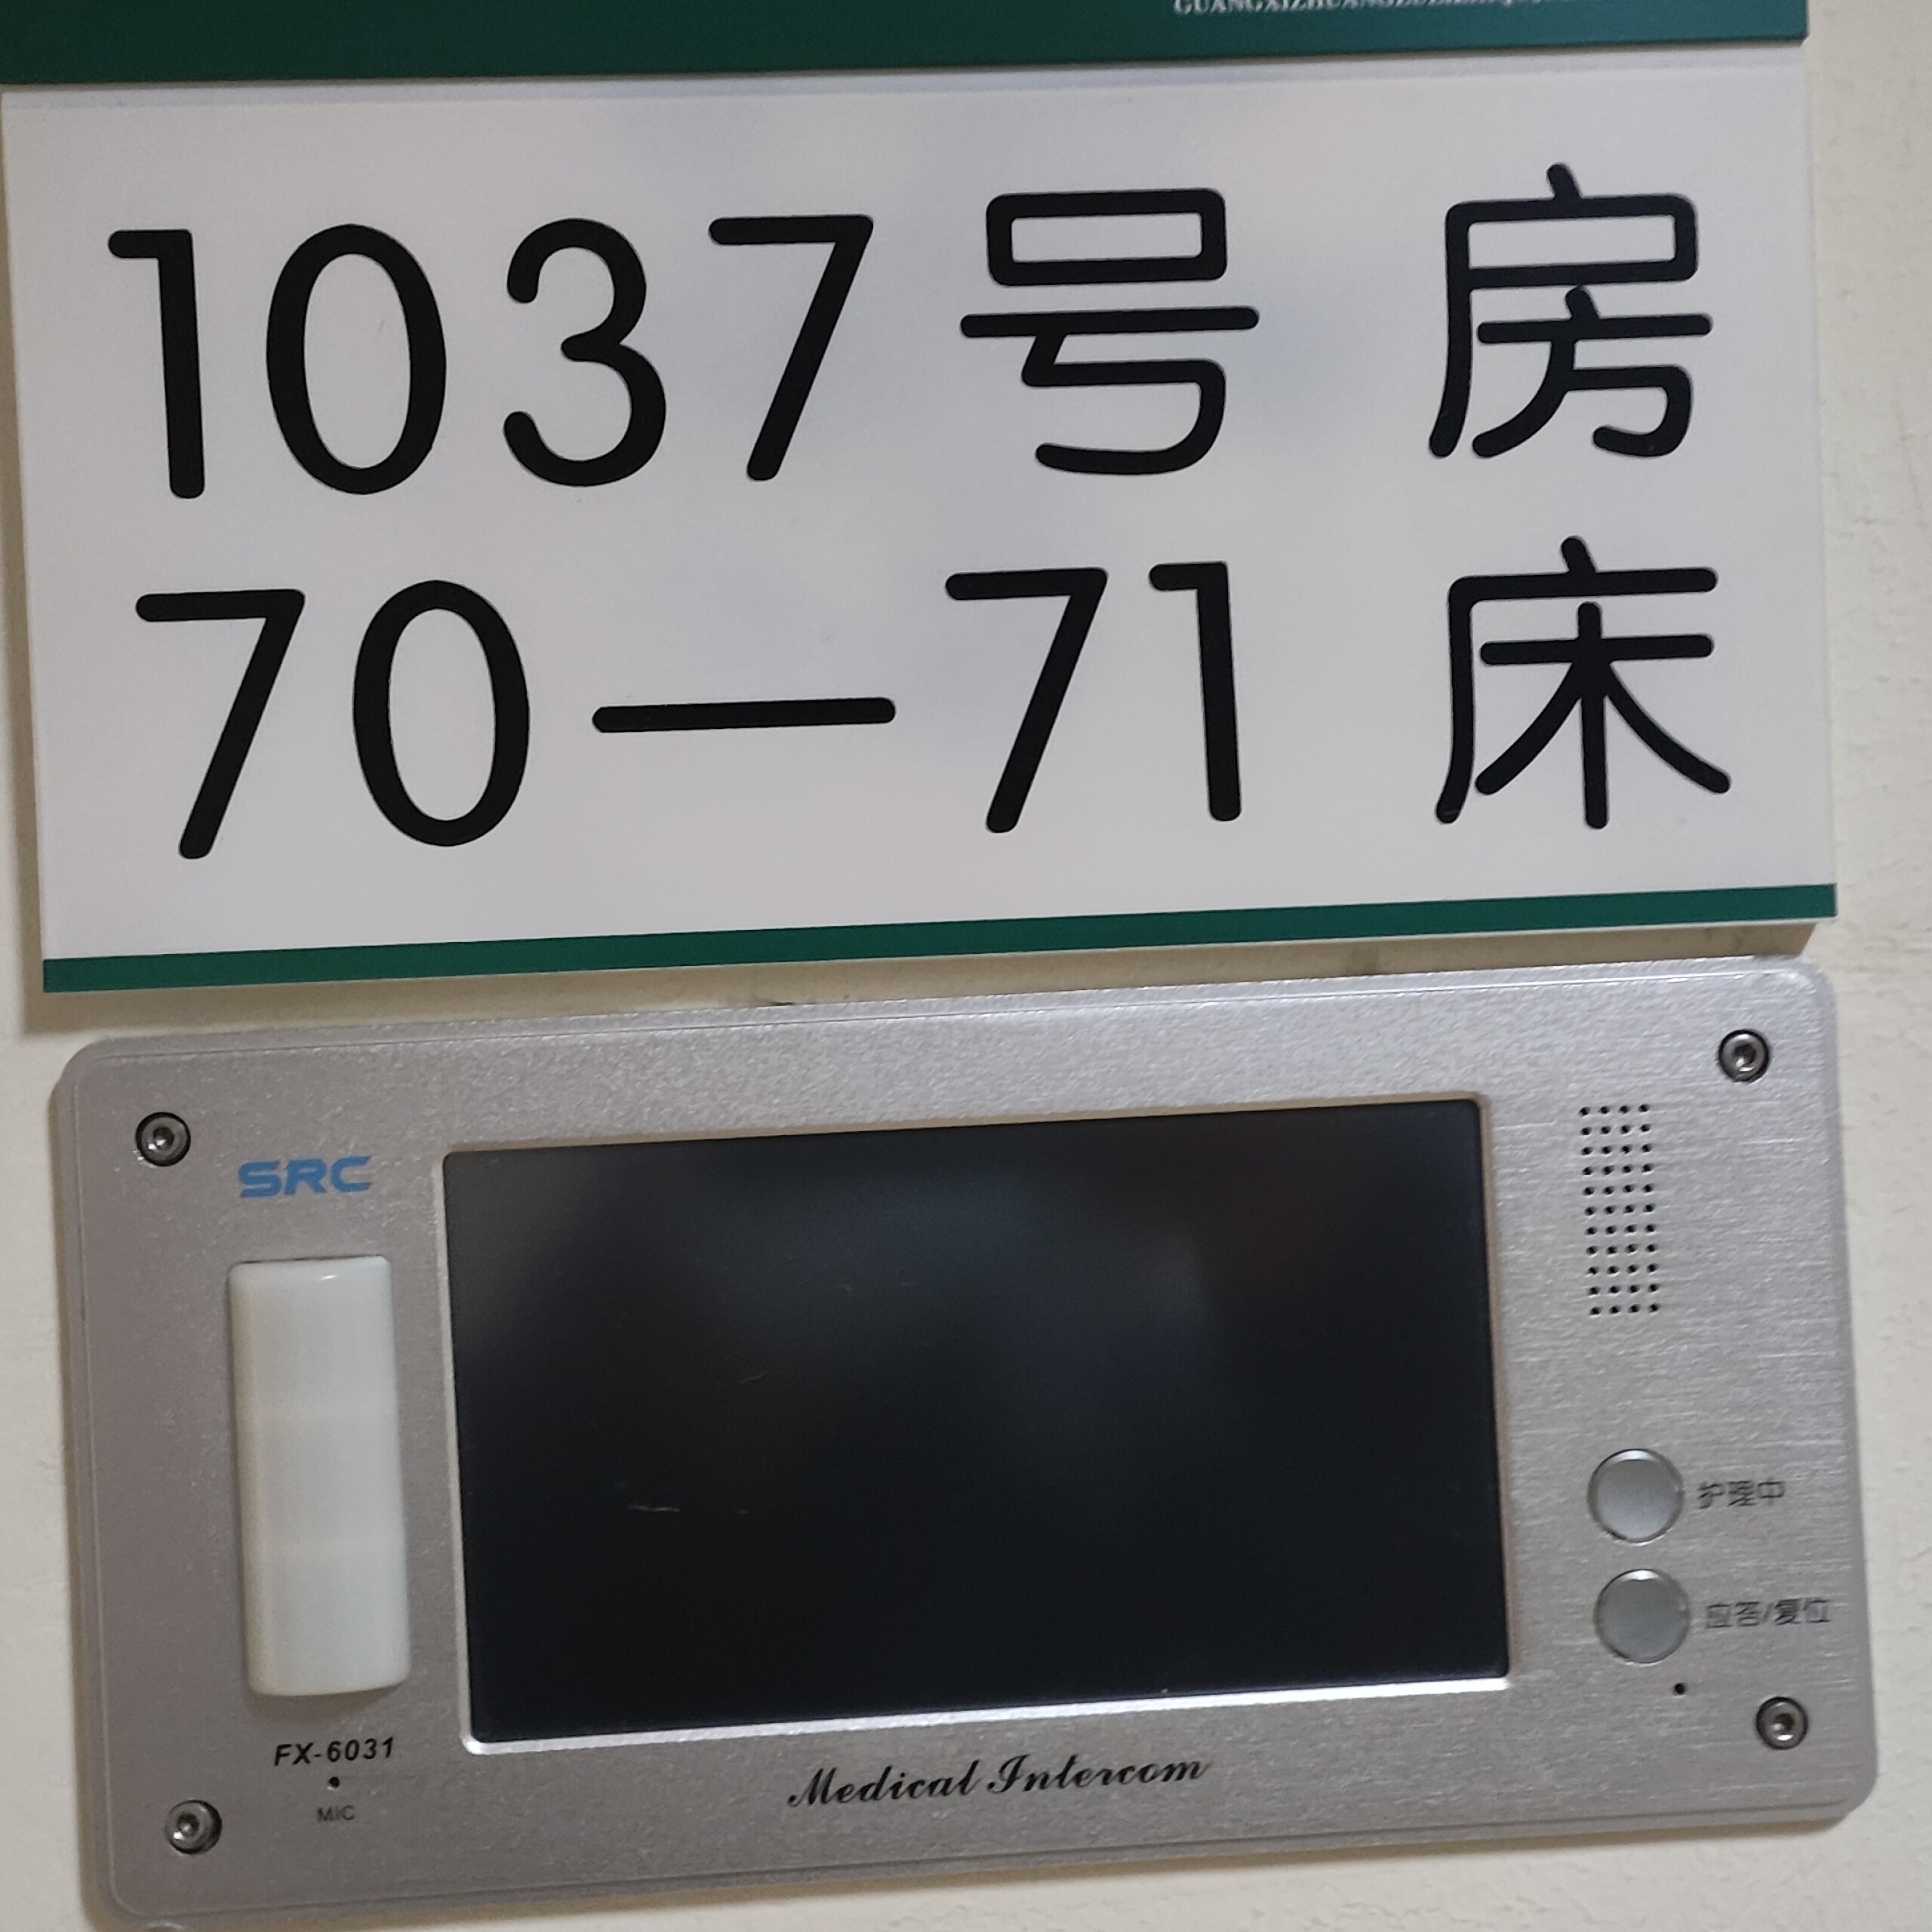 1037号 房
70—71 床
SRC
护理中
应答/复位
FX-6031
MIC
Medical Intercom